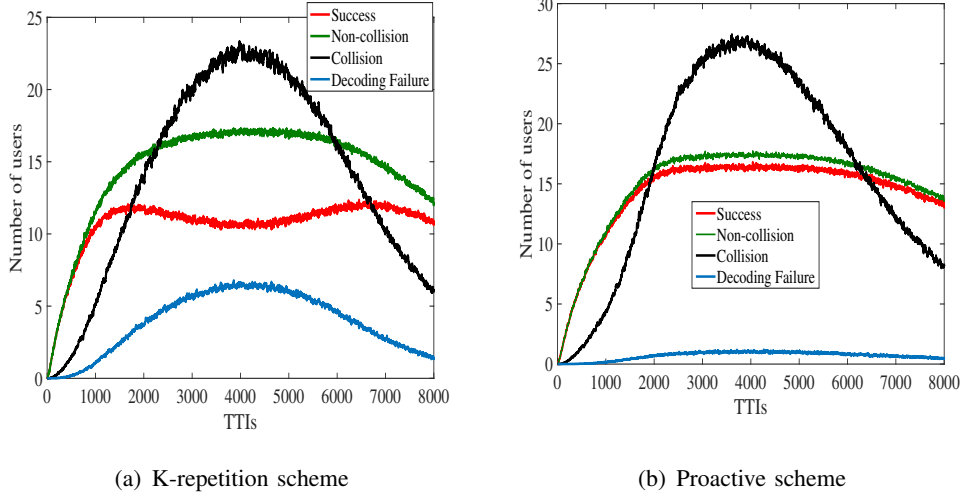 25
20
15
10
5
0
Number of users
Success
Non-collision
Collision
Decoding Failure
0 1000 2000 3000 4000 5000 6000 7000 8000
TTIs
(a) K-repetition scheme
30
25
20
15
10
5
0
Number of users
Success
Non-collision
Collision
Decoding Failure
0 1000 2000 3000 4000 5000 6000 7000 8000
TTIs
(b) Proactive scheme